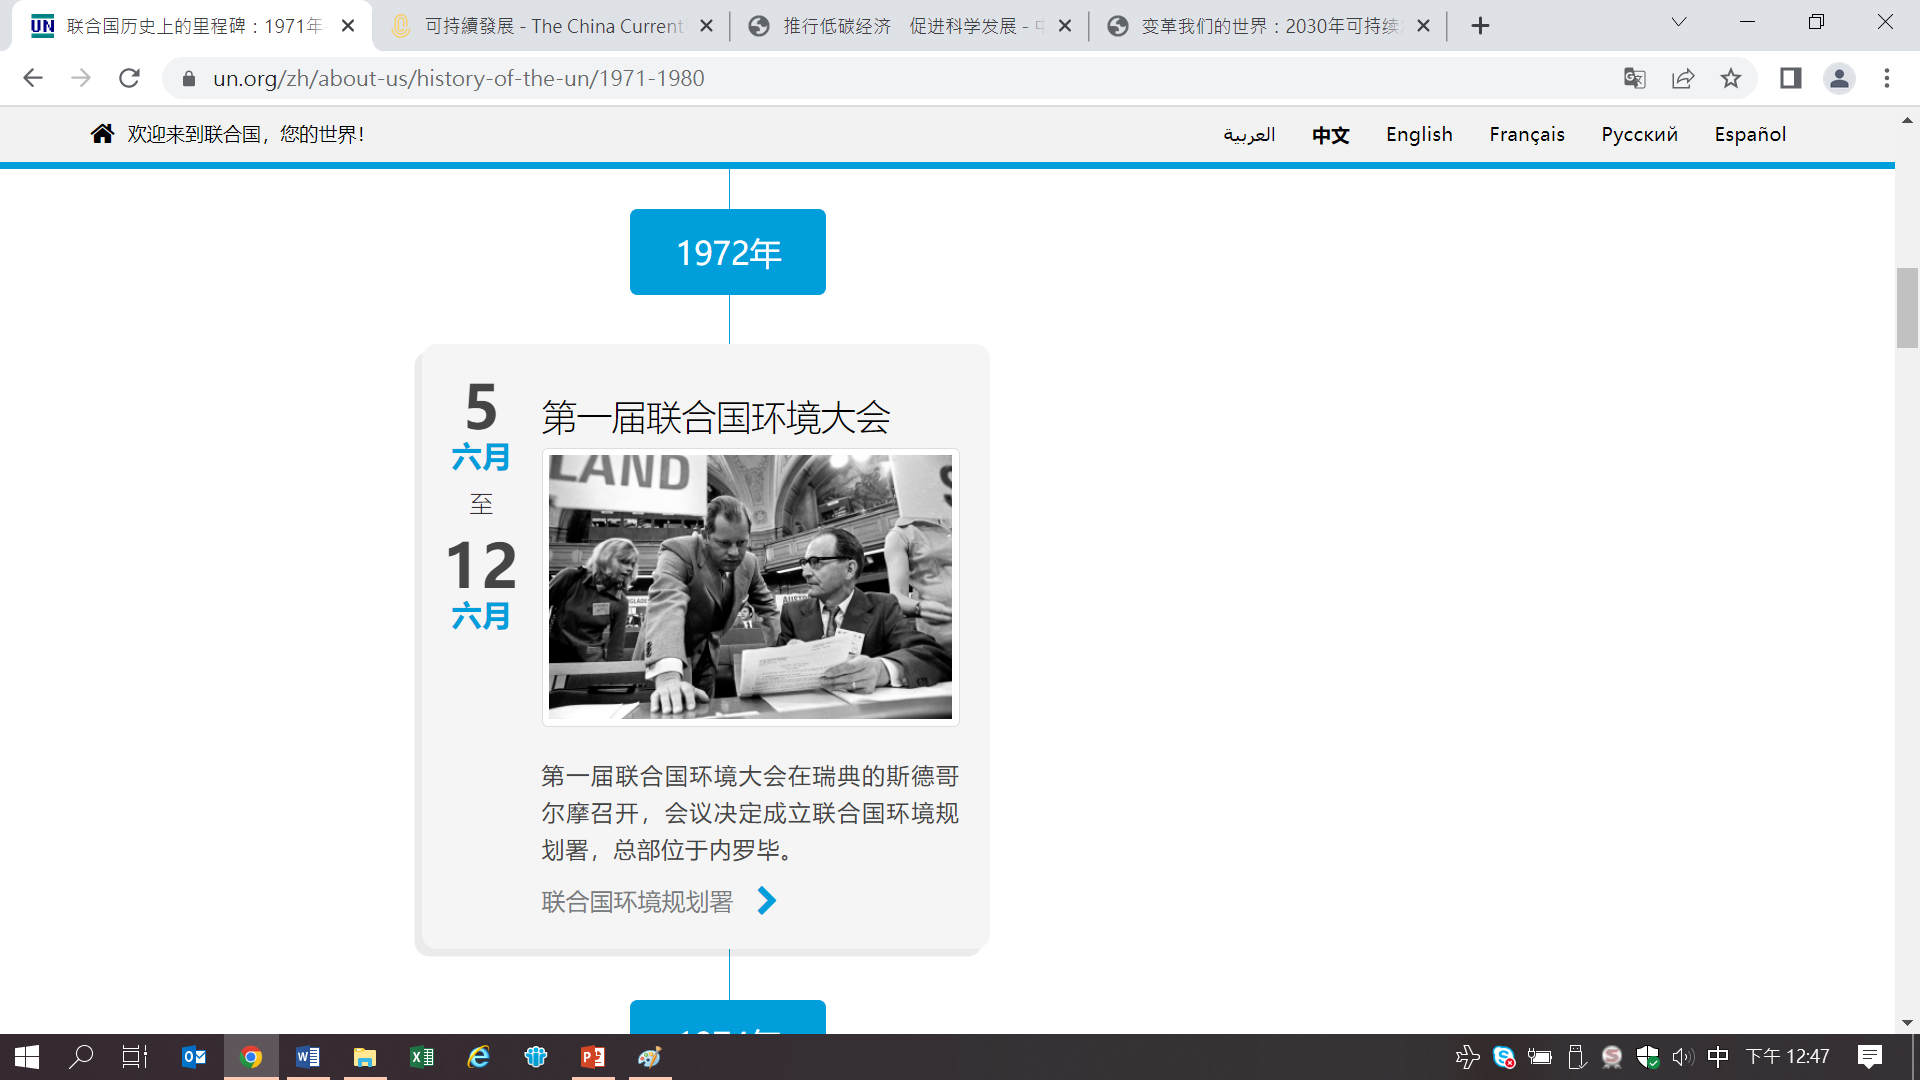 联合国历史上的里程碑：1971年
可持續發展 - The China Current
推行低碳经济 促进科学发展 -
变革我们的世界：2030年可持续
un.org/zh/about-us/history-of-the-un/1971-1980
欢迎来到联合国，您的世界！
العربية 中文 English Français Русский Español
1972年
5
六月
至
12
六月
第一届联合国环境大会
LAND
第一届联合国环境大会在瑞典的斯德哥
尔摩召开，会议决定成立联合国环境规
划署，总部位于内罗毕。
联合国环境规划署
中 下午 12:47